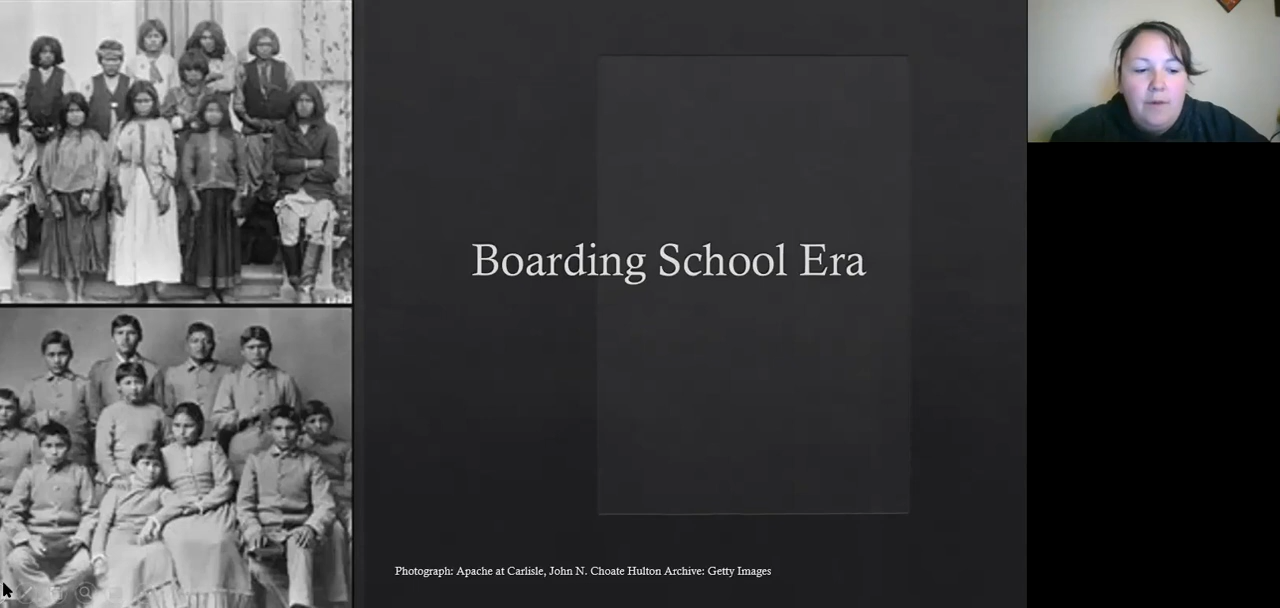 Boarding School Era
Photograph: Apache at Carlisle, John N. Choate Hulton Archive: Getty Images